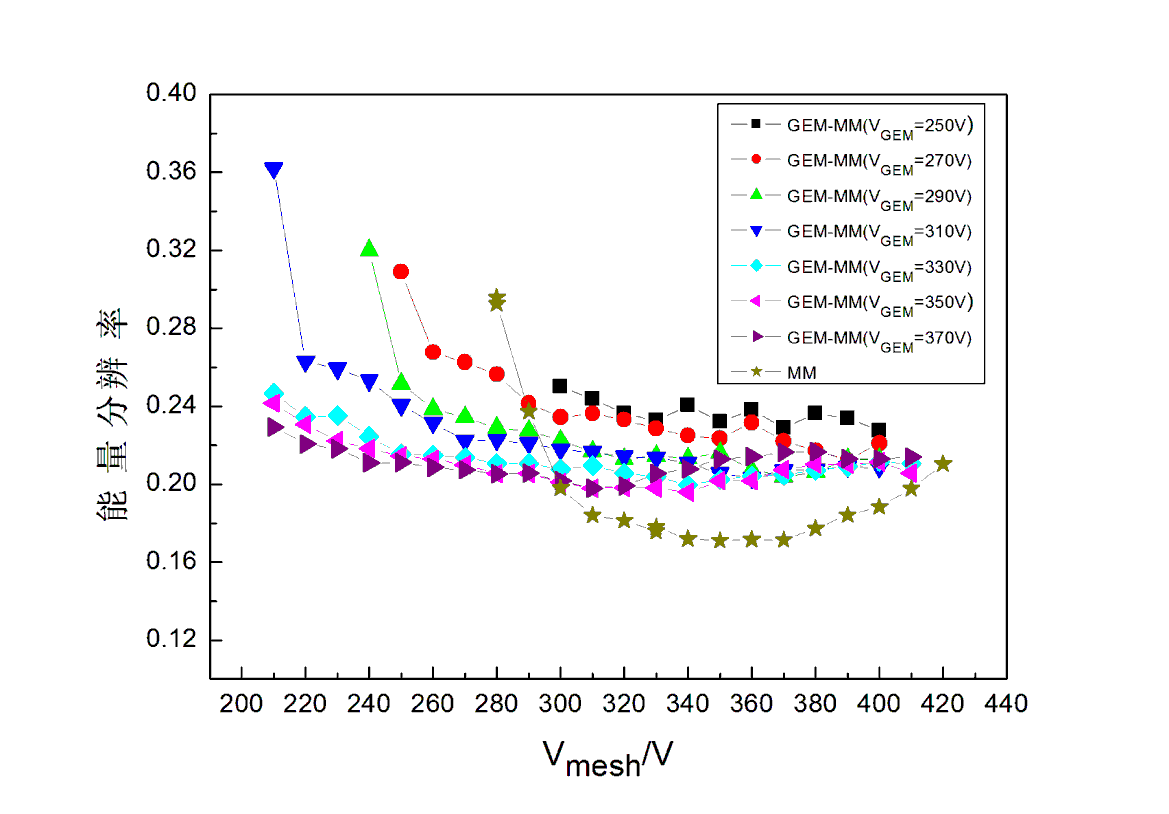 0.40
0.36
0.32
0.28
0.24
0.20
0.16
0.12
能量分辨率
GEM-MM(VGEM=250V)
GEM-MM(VGEM=270V)
GEM-MM(VGEM=290V)
GEM-MM(VGEM=310V)
GEM-MM(VGEM=330V)
GEM-MM(VGEM=350V)
GEM-MM(VGEM=370V)
MM
200 220 240 260 280 300 320 340 360 380 400 420 440
Vmesh/V